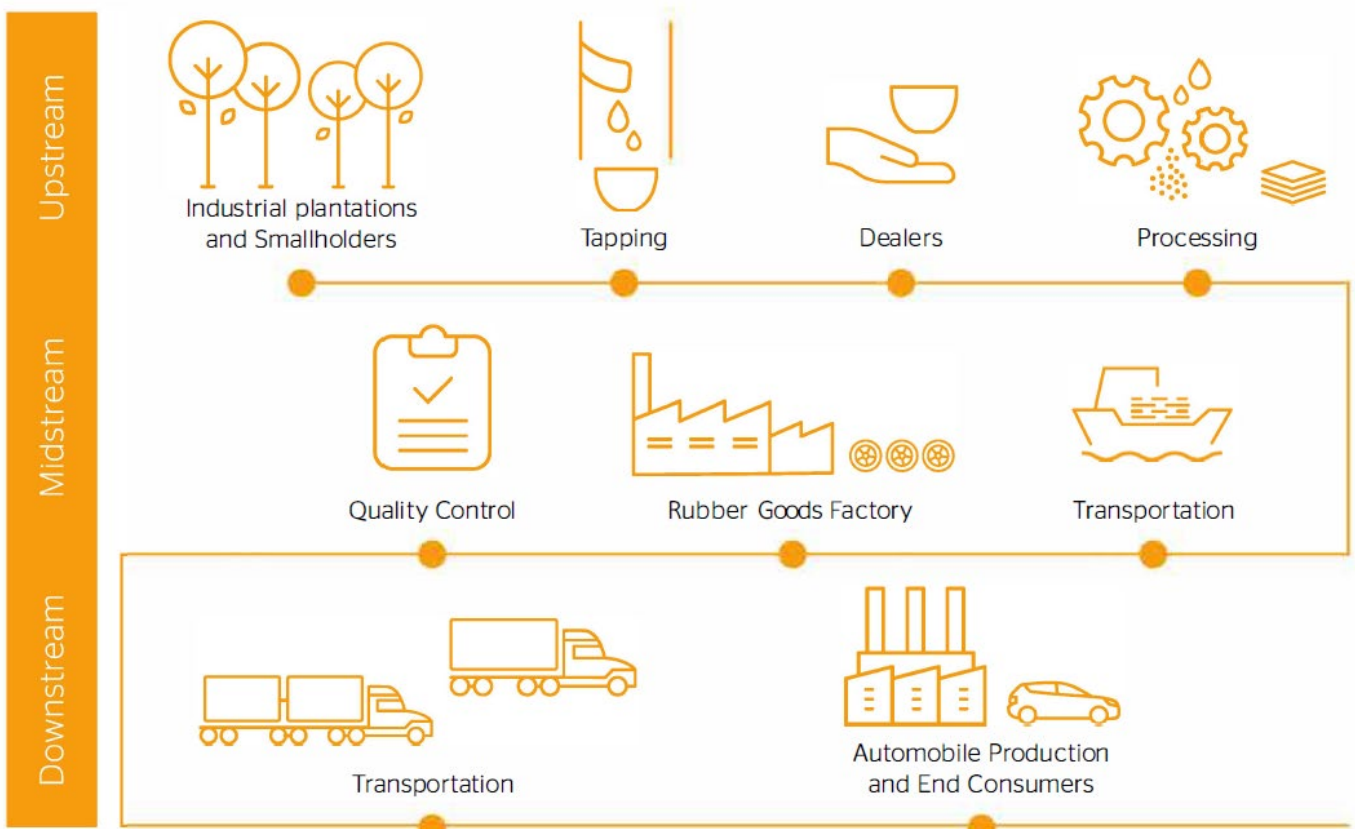 Upstream
Industrial plantations
and Smallholders
Tapping
Dealers
Processing
Midstream
Quality Control
Rubber Goods Factory
Transportation
Downstream
Transportation
Automobile Production
and End Consumers